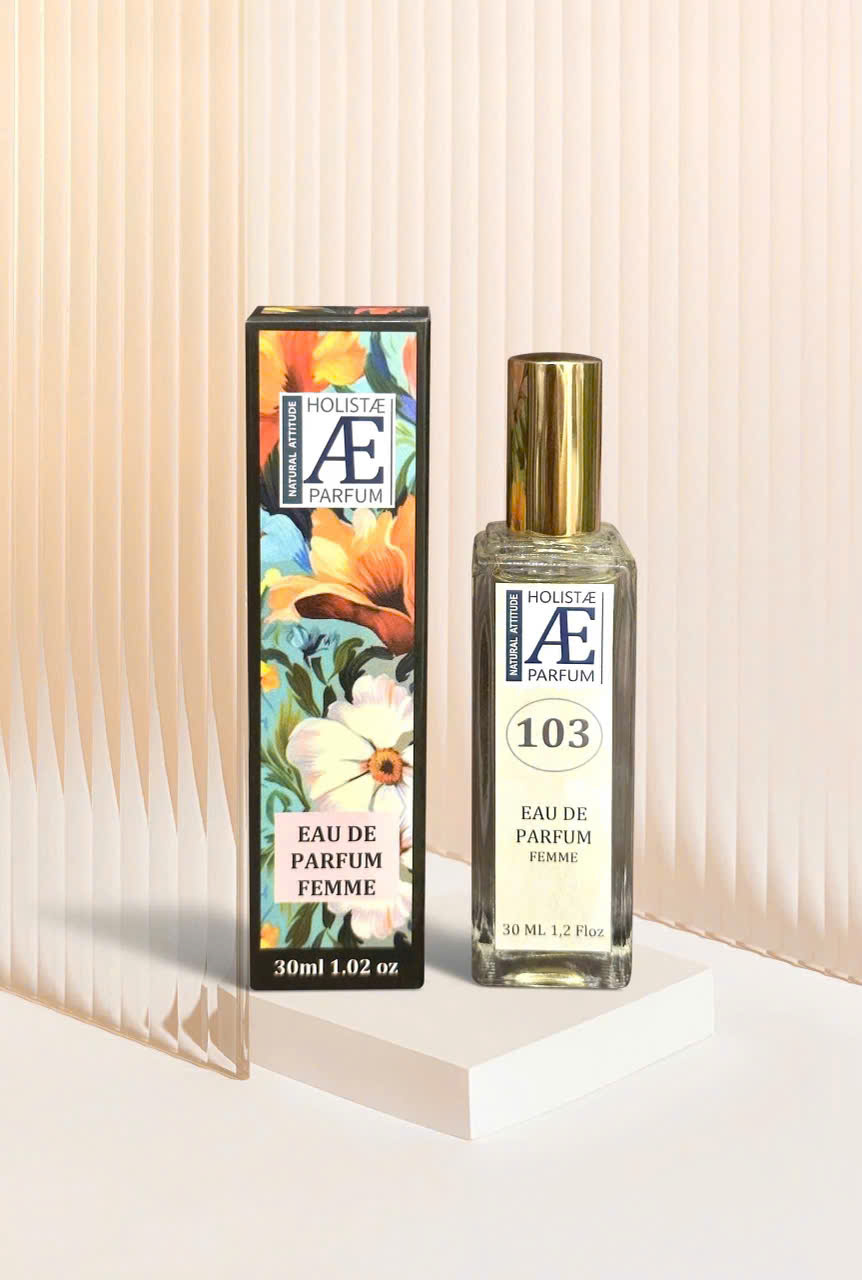 NATURAL ATTITUDE
HOLISTÆ
Æ
PARFUM
EAU DE
PARFUM
FEMME
30ml 1.02 oz
NATURAL ATTITUDE
HOLISTÆ
Æ
PARFUM
103
EAU DE
PARFUM
FEMME
30 ML 1,2 Floz